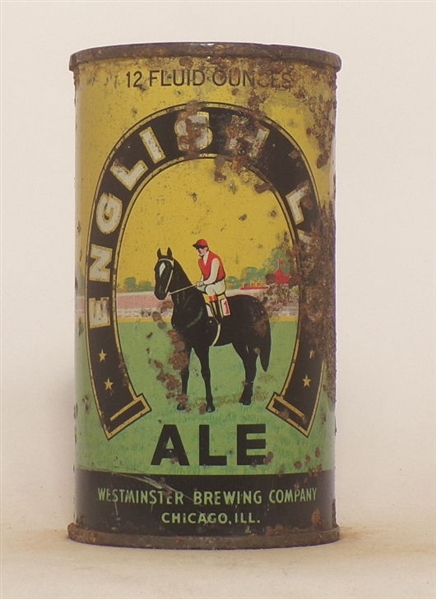 12 FLUID OUNCES
ENGLISH
ALE
WESTMINSTER BREWING COMPANY
CHICAGO, ILL.